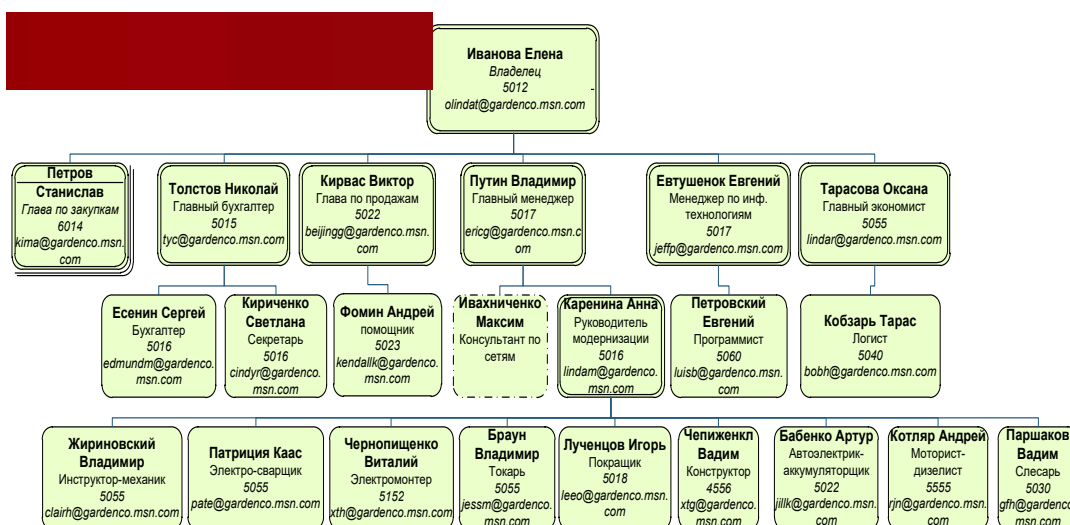 Иванова Елена
Владелец
5012
-
olindat@gardenco.msn.com
Петров
Станислав
Глава по закупкам
6014
kima@gardenco.msn.
com
Толстов Николай
Главный бухгалтер
5015
tyc@gardenco.msn.com
Кирвас Виктор
Глава по продажам
5022
beijingg@gardenco.msn.
com
Путин Владимир
Главный менеджер
5017
ericg@gardenco.msn.c
om
Евтушенок Евгений
Менеджер по инф.
технологиям
5017
jeffp@gardenco.msn.com
Тарасова Оксана
Главный экономист
5055
lindar@gardenco.msn.com
Есенин Сергей
Бухгалтер
5016
edmundm@gardenco.
msn.com
Кириченко
Светлана
Секретарь
5016
cindyr@gardenco.
msn.com
Фомин Андрей
помощник
5023
kendallk@gardenco.
msn.com
Ивахниченко
Максим
Консультант по
сетям
Каренина Анна
Руководитель
модернизации
5016
lindam@gardenco.
msn.com
Петровский
Евгений
Программист
5060
luisb@gardenco.msn.
com
Кобзарь Тарас
Логист
5040
bobh@gardenco.msn.com
Жириновский
Владимир
Инструктор-механик
5055
clairh@gardenco.msn.com
Патриция Каас
Электро-сварщик
5055
pate@gardenco.msn.com
Чернопищенко
Виталий
Электромонтер
5152
xth@gardenco.msn.com
Браун
Владимир
Токарь
5055
jessm@gardenco.
msn.com
Лученцов Игорь
Покращик
5018
leeo@gardenco.msn.
com
Чепиженкл
Вадим
Конструктор
4556
xtg@gardenco.
msn.com
Бабенко Артур
Автоэлектрик-
аккумуляторщик
5022
jillk@gardenco.msn.
com
Котляр Андрей
Моторист-
дизелист
5555
rjn@gardenco.msn.
com
Паршаков
Вадим
Слесарь
5030
gfh@gardenco.
msn.com